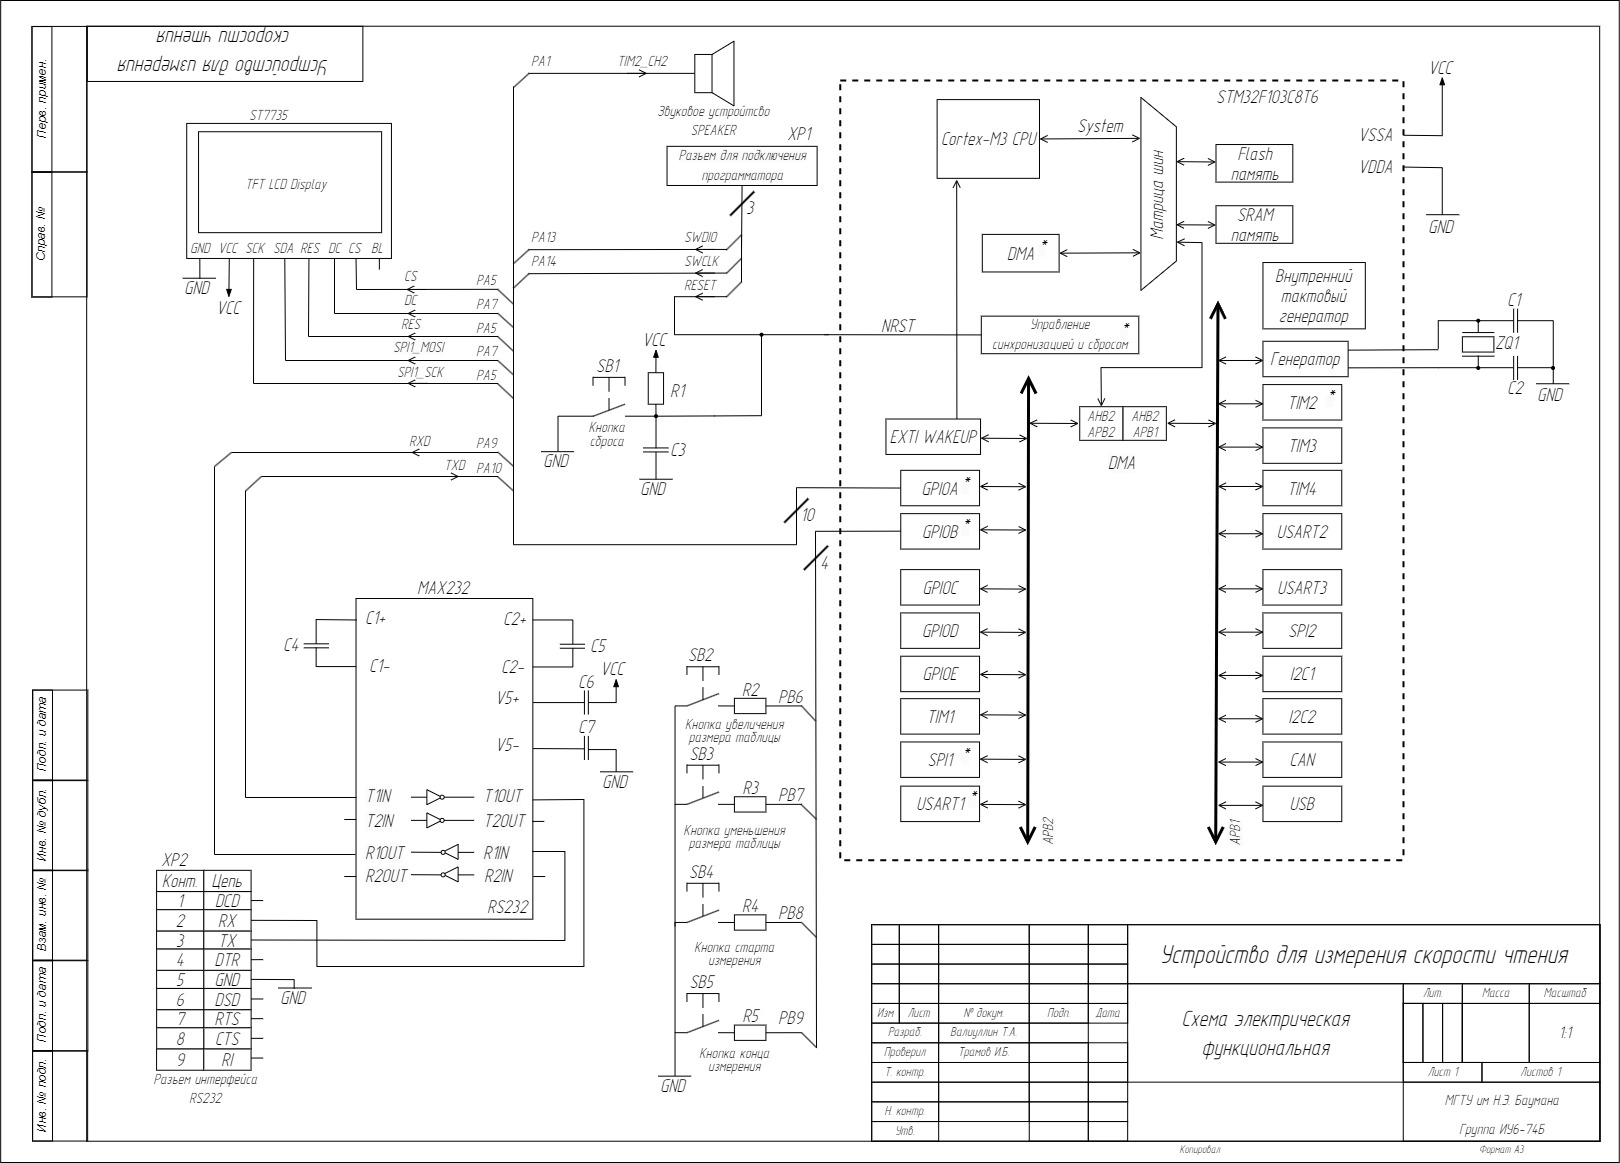 Устройство для измерения
скорости чтения
Перв. примен.
Справ. №
Подп. и дата
Инв. № дубл.
Взам. инв. №
Подп. и дата
Инв. № подп.
ST7735
TFT LCD Display
GND VCC SCK SDA RES DC CS BL
GND
VCC
CS PA5
DC PA7
RES PA5
SPI1_MOSI PA7
SPI1_SCK PA5
RXD PA9
TXD PA10
PA1 TIM2_CH2
Звуковое устройтсво
SPEAKER
XP1
Разьем для подключения
программатора
3
PA13 SWDIO
PA14 SWCLK
RESET
NRST
VCC
SB1
R1
Кнопка
сброса
GND
C3
GND
10
4
STM32F103C8T6
Cortex-M3 CPU
System
Матрица шин
Flash
память
SRAM
память
DMA *
Управление *
синхронизацией и сбросом
Внутренний
тактовый
генератор
Генератор
VCC
VSSA
VDDA
GND
C1
ZQ1
C2
GND
EXTI WAKEUP
AHB2
APB2
AHB2
APB1
DMA
GPIOA *
GPIOB *
GPIOC
GPIOD
GPIOE
TIM1
SPI1 *
USART1 *
APB2
TIM2 *
TIM3
TIM4
USART2
USART3
SPI2
I2C1
I2C2
CAN
USB
APB1
MAX232
C1+ C2+
C4
C5
C1- C2-
VCC
C6
V5+
C7
V5-
GND
T1IN T1OUT
T2IN T2OUT
R1OUT R1IN
R2OUT R2IN
RS232
XP2
Конт. Цепь
1 DCD
2 RX
3 TX
4 DTR
5 GND
6 DSD
7 RTS
8 CTS
9 RI
GND
Разьем интерфейса
RS232
SB2
R2 PB6
Кнопка увеличения
размера таблицы
SB3
R3 PB7
Кнопка уменьшения
размера таблицы
SB4
R4 PB8
Кнопка старта
измерения
SB5
R5 PB9
Кнопка конца
измерения
GND
Устройство для измерения скорости чтения
Схема электрическая
функциональная
Лит. Масса Масштаб
1:1
Лист 1 Листов 1
МГТУ им Н.Э. Баумана
Группа ИУ6-74Б
Изм Лист № докум. Подп. Дата
Разраб. Валиуллин Т.А.
Проверил Трамов И.Б.
Т. контр.
Н. контр.
Утв.
Копировал Формат А3